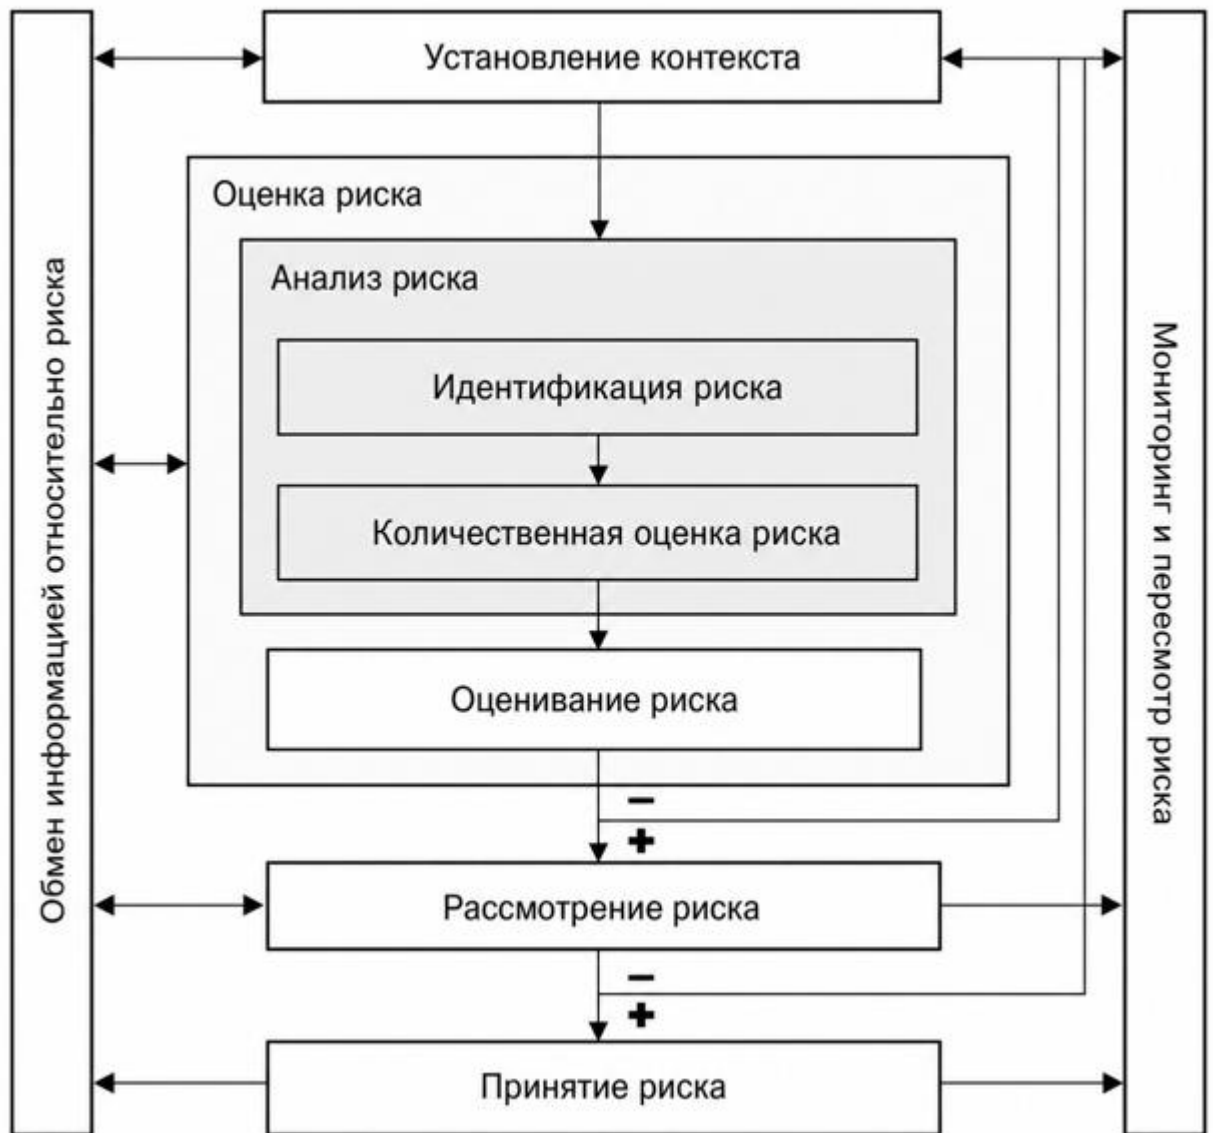 Установление контекста
Оценка риска
Анализ риска
Идентификация риска
Количественная оценка риска
Оценивание риска
−
+
Рассмотрение риска
−
+
Принятие риска
Обмен информацией относительно риска
Мониторинг и пересмотр риска